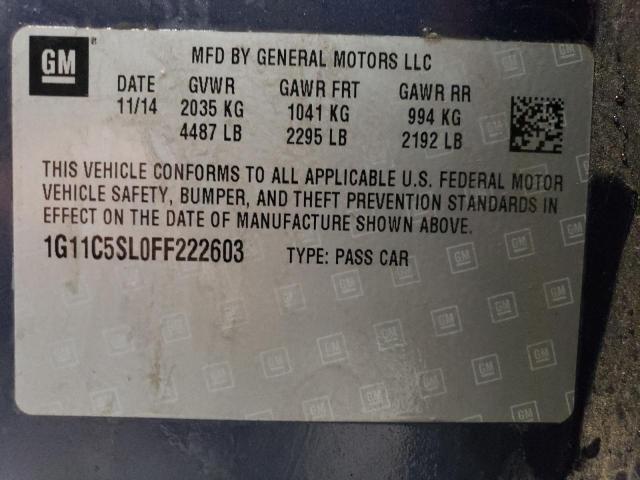 GM
MFD BY GENERAL MOTORS LLC
DATE GVWR GAWR FRT GAWR RR
11/14 2035 KG 1041 KG 994 KG
4487 LB 2295 LB 2192 LB
THIS VEHICLE CONFORMS TO ALL APPLICABLE U.S. FEDERAL MOTOR
VEHICLE SAFETY, BUMPER, AND THEFT PREVENTION STANDARDS IN
EFFECT ON THE DATE OF MANUFACTURE SHOWN ABOVE.
1G11C5SL0FF222603 TYPE: PASS CAR